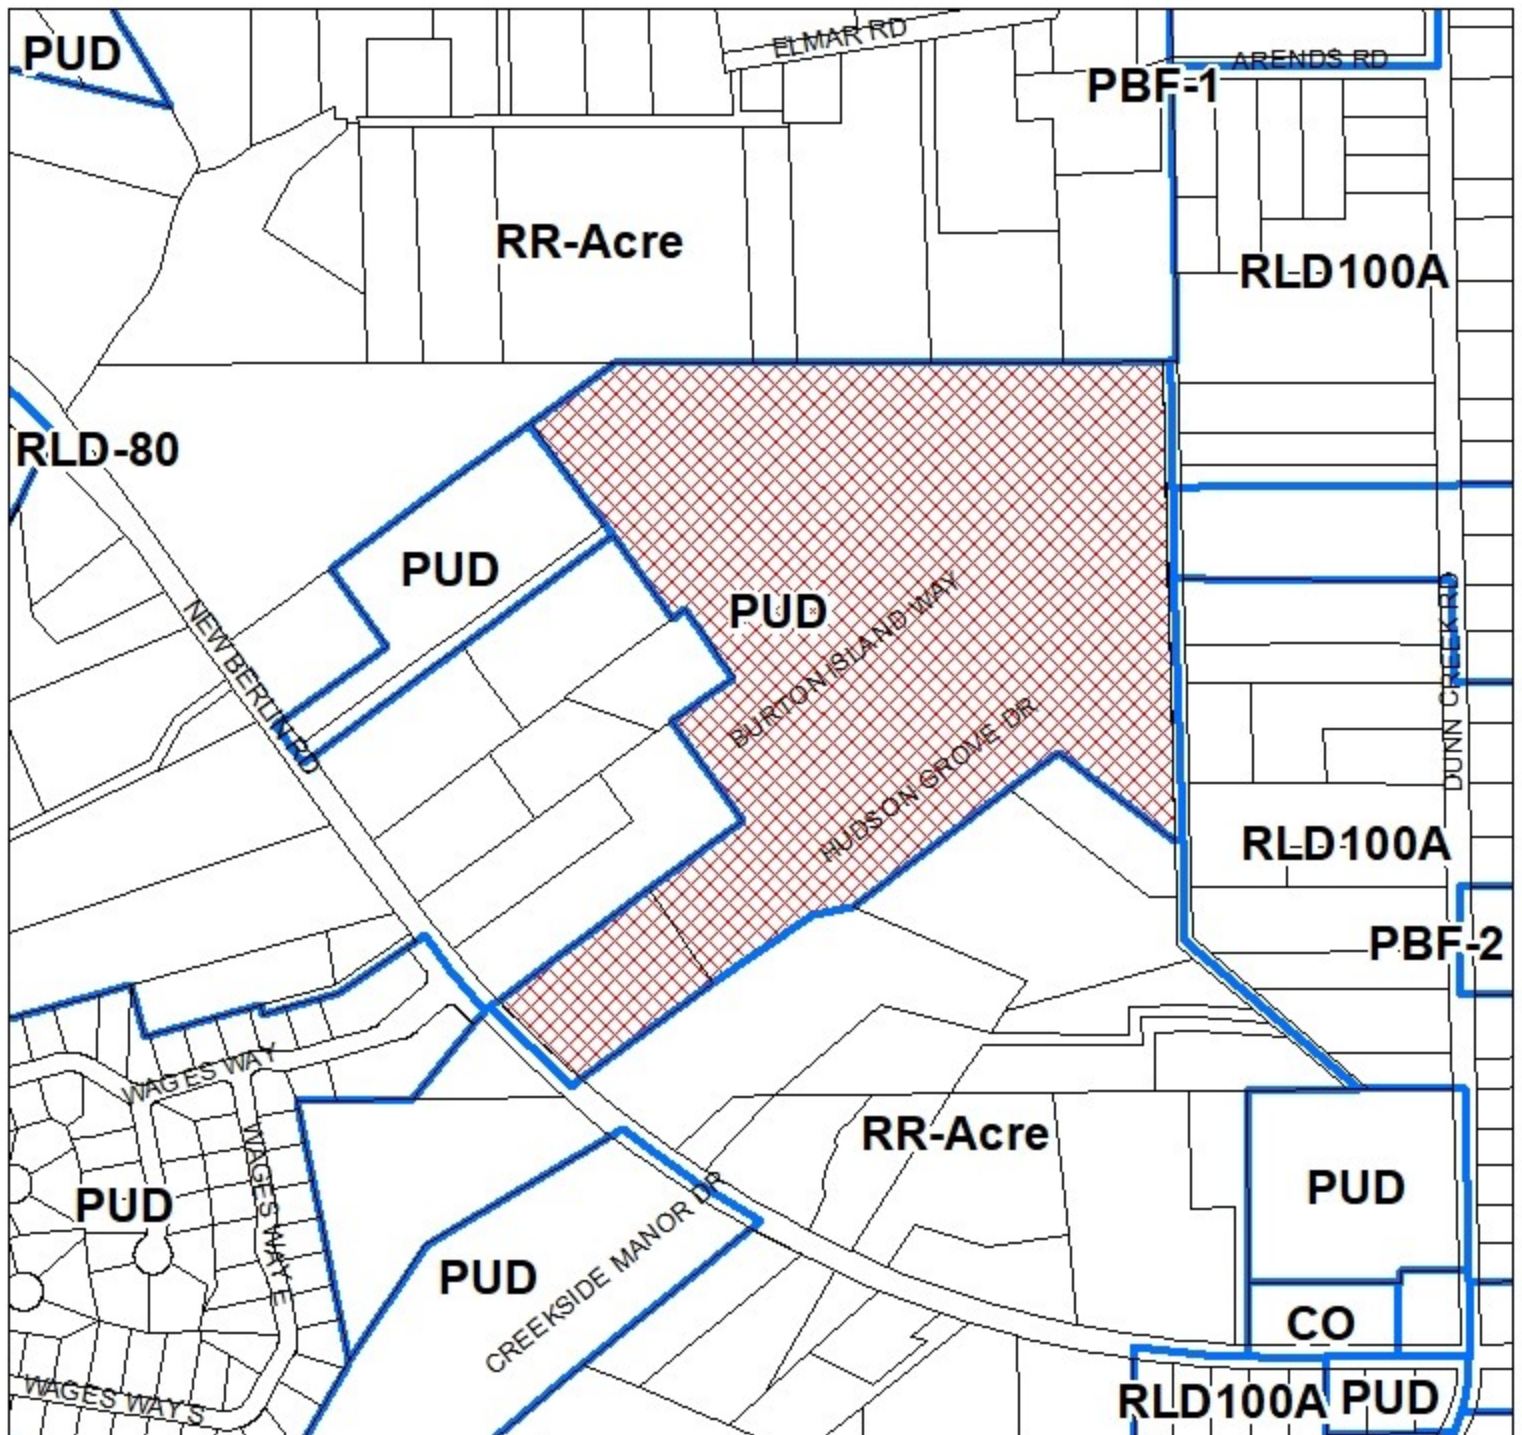 ELMAR RD
PUD
ARENDS RD
PBF-1
RR-Acre
RLD100A
RLD-80
PUD
PUD
BURTON ISLAND WAY
NEW BERLIN RD
DUNN CREEK RD
HUDSON GROVE DR
RLD100A
PBF-2
WAGES WAY
RR-Acre
WAGES WAY E
PUD
PUD
PUD
CREEKSIDE MANOR DR
CO
WAGES WAY S
RLD100A
PUD